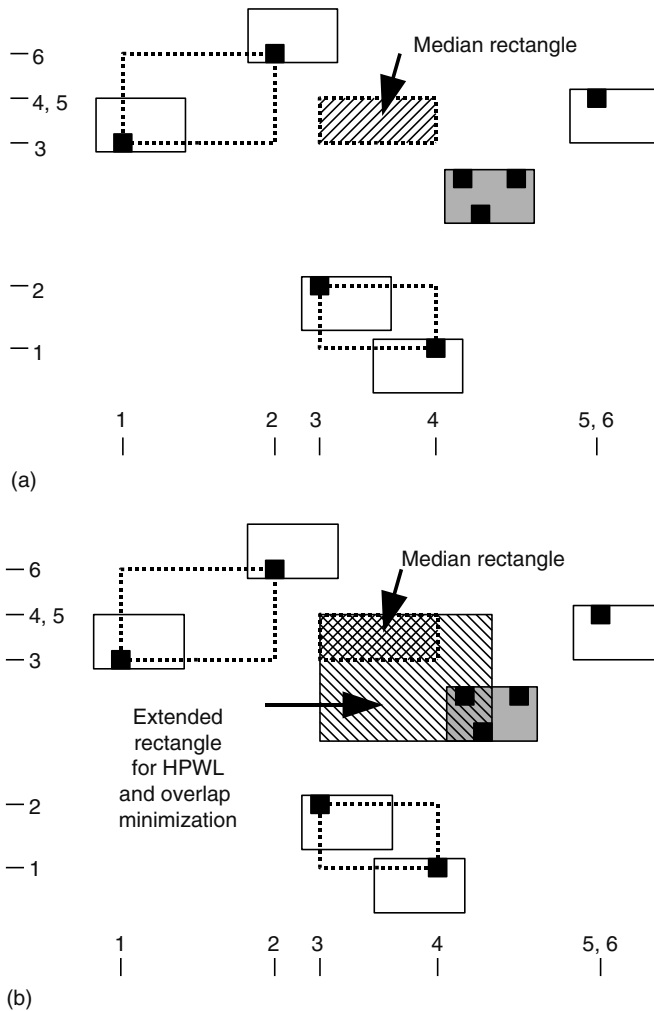 Median rectangle
6
4, 5
3
2
1
1 2 3 4 5, 6
(a)
Median rectangle
6
4, 5
3
Extended
rectangle
for HPWL
and overlap
minimization
2
1
1 2 3 4 5, 6
(b)